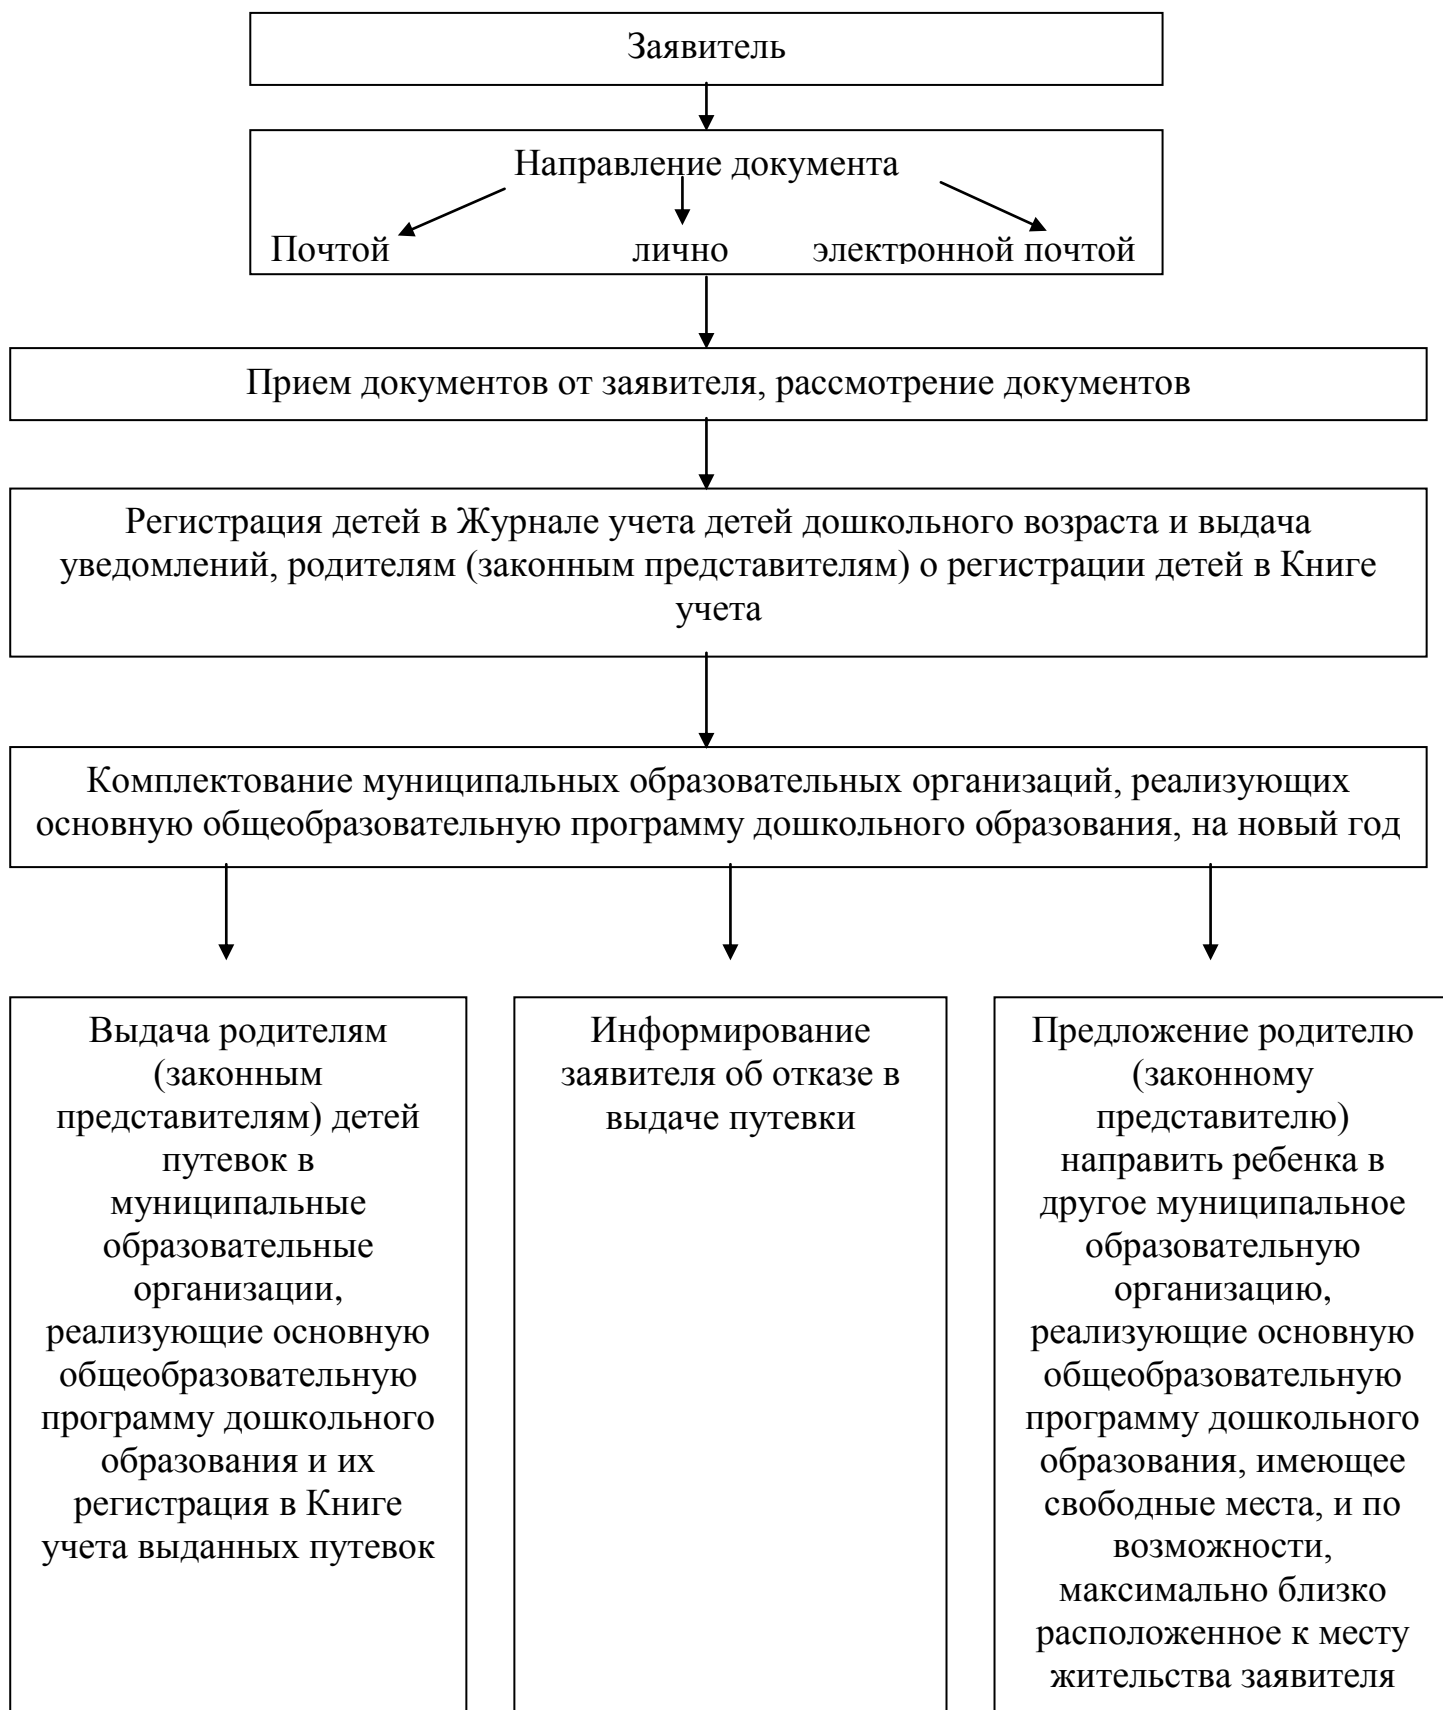 Заявитель
Направление документа
Почтой лично электронной почтой
Прием документов от заявителя, рассмотрение документов
Регистрация детей в Журнале учета детей дошкольного возраста и выдача
уведомлений, родителям (законным представителям) о регистрации детей в Книге
учета
Комплектование муниципальных образовательных организаций, реализующих
основную общеобразовательную программу дошкольного образования, на новый год
Выдача родителям
(законным
представителям) детей
путевок в
муниципальные
образовательные
организации,
реализующие основную
общеобразовательную
программу дошкольного
образования и их
регистрация в Книге
учета выданных путевок
Информирование
заявителя об отказе в
выдаче путевки
Предложение родителю
(законному
представителю)
направить ребенка в
другое муниципальное
образовательную
организацию,
реализующие основную
общеобразовательную
программу дошкольного
образования, имеющее
свободные места, и по
возможности,
максимально близко
расположенное к месту
жительства заявителя